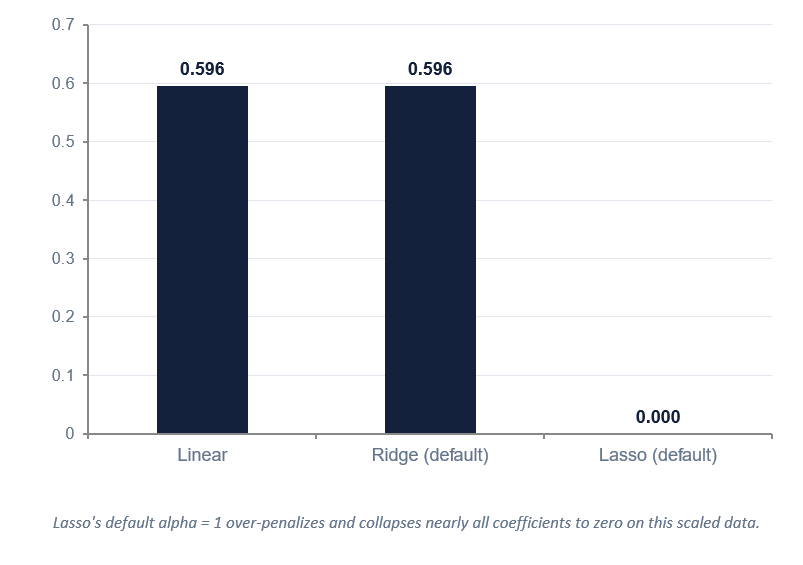 0.7
0.6
0.5
0.4
0.3
0.2
0.1
0
0.596
0.596
0.000
Linear
Ridge (default)
Lasso (default)
Lasso's default alpha = 1 over-penalizes and collapses nearly all coefficients to zero on this scaled data.